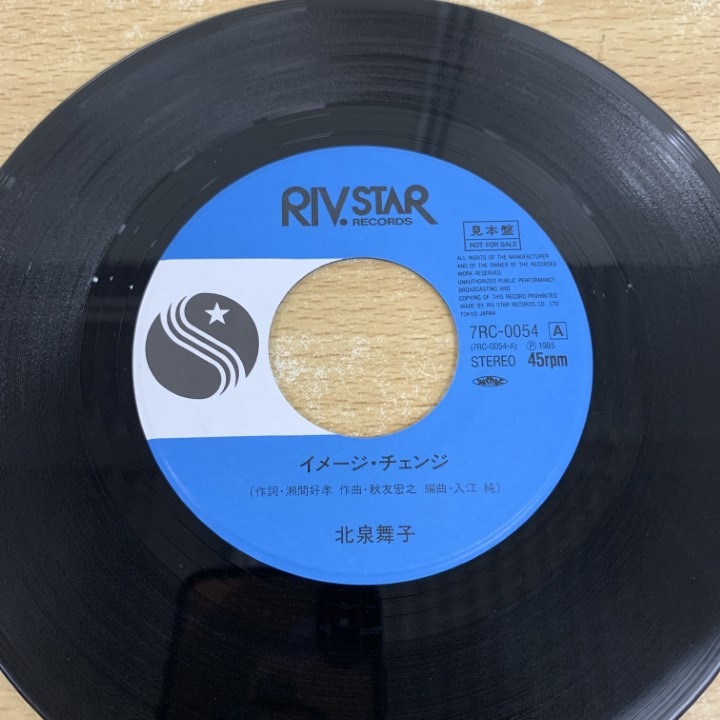 RIV.STAR
RECORDS
見本盤
NOT FOR SALE
ALL RIGHTS OF THE MANUFACTUPER
AND OF THE OWNER OF THE RECORDED
WORK RESERVED
UNAUTHORIZED PUBLIC PERFORMANCE,
BROADCASTING AND
COPYING OF THIS RECORD PROHIBITED
MADE BY RIV STAR RECORDS CO., LTD
TOKYO JAPAN
7RC-0054 A
(7RC-0054-A) Ⓟ 1985
STEREO 45rpm
JASRAC
イメージ・チェンジ
(作詞・瀬間好孝 作曲・秋友宏之 編曲・入江 純)
北泉舞子